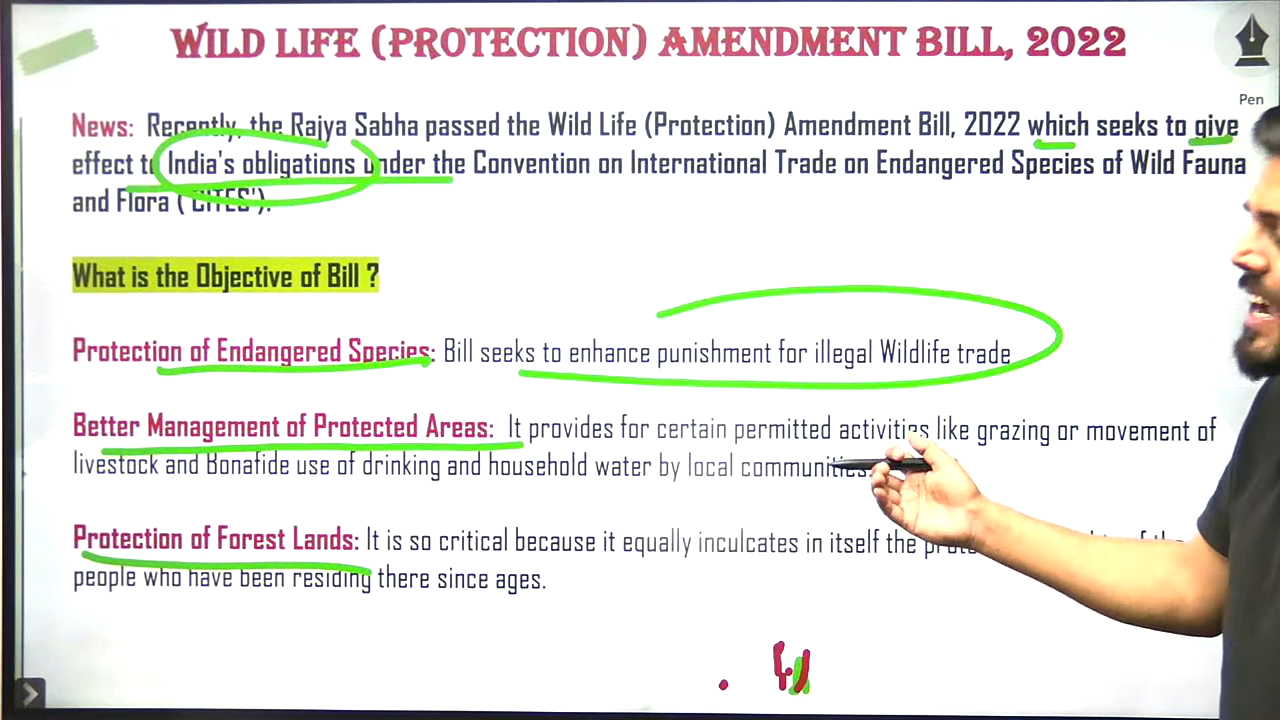 WILD LIFE (PROTECTION) AMENDMENT BILL, 2022
Pen
News: Recently, the Rajya Sabha passed the Wild Life (Protection) Amendment Bill, 2022 which seeks to give
effect to India's obligations under the Convention on International Trade on Endangered Species of Wild Fauna
and Flora ('CITES').
What is the Objective of Bill ?
Protection of Endangered Species: Bill seeks to enhance punishment for illegal Wildlife trade
Better Management of Protected Areas: It provides for certain permitted activities like grazing or movement of
livestock and Bonafide use of drinking and household water by local communities.
Protection of Forest Lands: It is so critical because it equally inculcates in itself the of
people who have been residing there since ages.